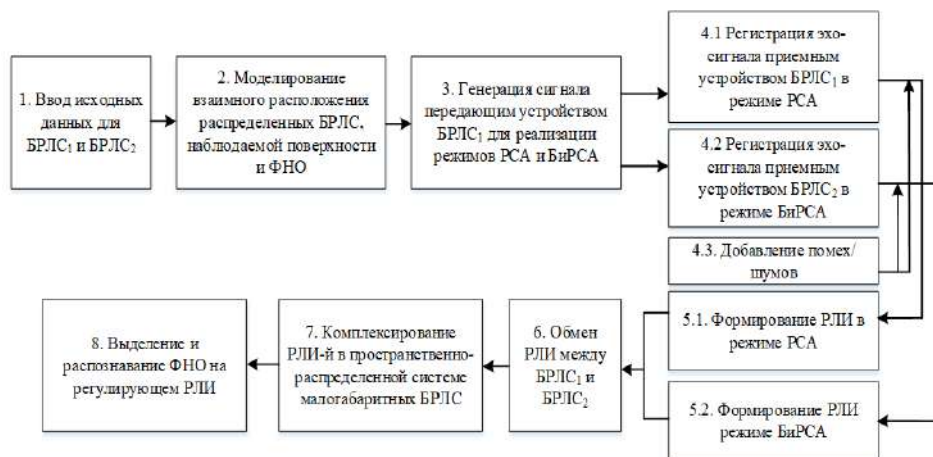 1. Ввод исходных
данных для
БРЛС₁ и БРЛС₂
2. Моделирование
взаимного расположения
распределенных БРЛС,
наблюдаемой поверхности
и ФНО
3. Генерация сигнала
передающим устройством
БРЛС₁ для реализации
режимов РСА и БиРСА
4.1 Регистрация эхо-
сигнала приемным
устройством БРЛС₁ в
режиме РСА
4.2 Регистрация эхо-
сигнала приемным
устройством БРЛС₂ в
режиме БиРСА
4.3. Добавление помех/
шумов
5.1. Формирование РЛИ в
режиме РСА
5.2. Формирование РЛИ
режиме БиРСА
6. Обмен
РЛИ между
БРЛС₁ и
БРЛС₂
7. Комплексирование
РЛИ-й в пространственно-
распределенной системе
малогабаритных БРЛС
8. Выделение и
распознавание ФНО на
регулирующем РЛИ